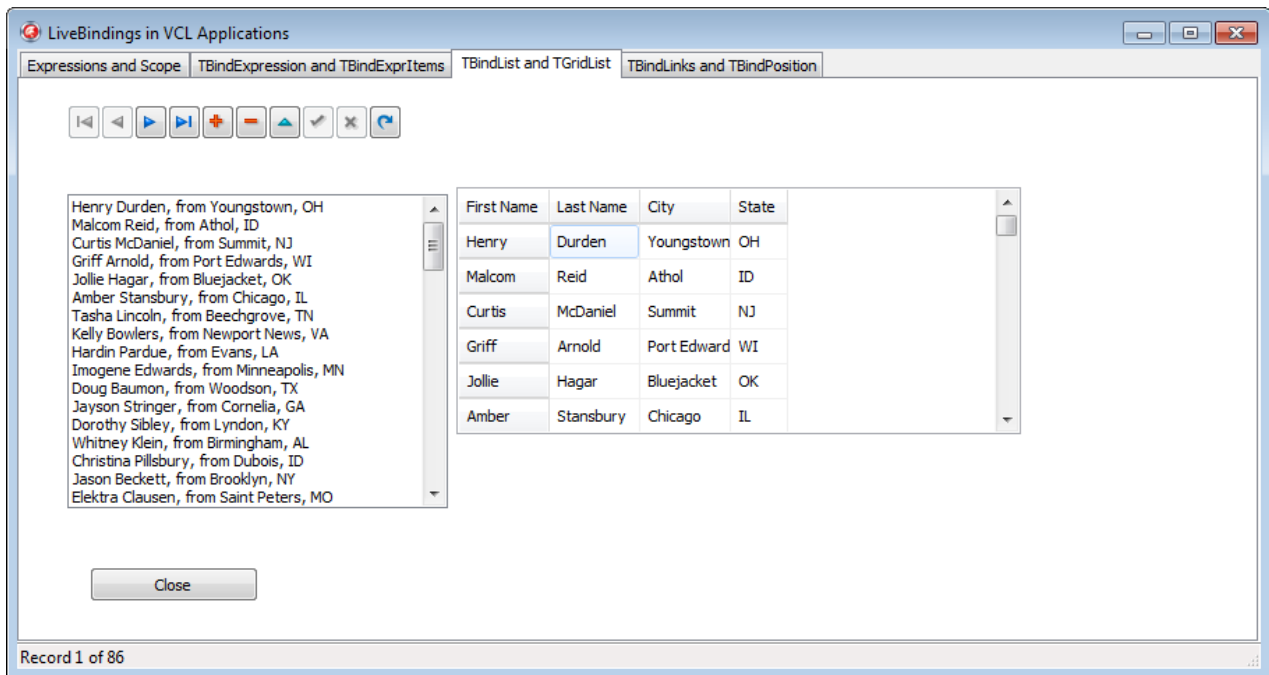 LiveBindings in VCL Applications
Expressions and Scope TBindExpression and TBindExprItems TBindList and TGridList TBindLinks and TBindPosition
Henry Durden, from Youngstown, OH
Malcom Reid, from Athol, ID
Curtis McDaniel, from Summit, NJ
Griff Arnold, from Port Edwards, WI
Jollie Hagar, from Bluejacket, OK
Amber Stansbury, from Chicago, IL
Tasha Lincoln, from Beechgrove, TN
Kelly Bowlers, from Newport News, VA
Hardin Pardue, from Evans, LA
Imogene Edwards, from Minneapolis, MN
Doug Baumon, from Woodson, TX
Jayson Stringer, from Cornelia, GA
Dorothy Sibley, from Lyndon, KY
Whitney Klein, from Birmingham, AL
Christina Pillsbury, from Dubois, ID
Jason Beckett, from Brooklyn, NY
Elektra Clausen, from Saint Peters, MO
First Name Last Name City State
Henry Durden Youngstown OH
Malcom Reid Athol ID
Curtis McDaniel Summit NJ
Griff Arnold Port Edward WI
Jollie Hagar Bluejacket OK
Amber Stansbury Chicago IL
Close
Record 1 of 86